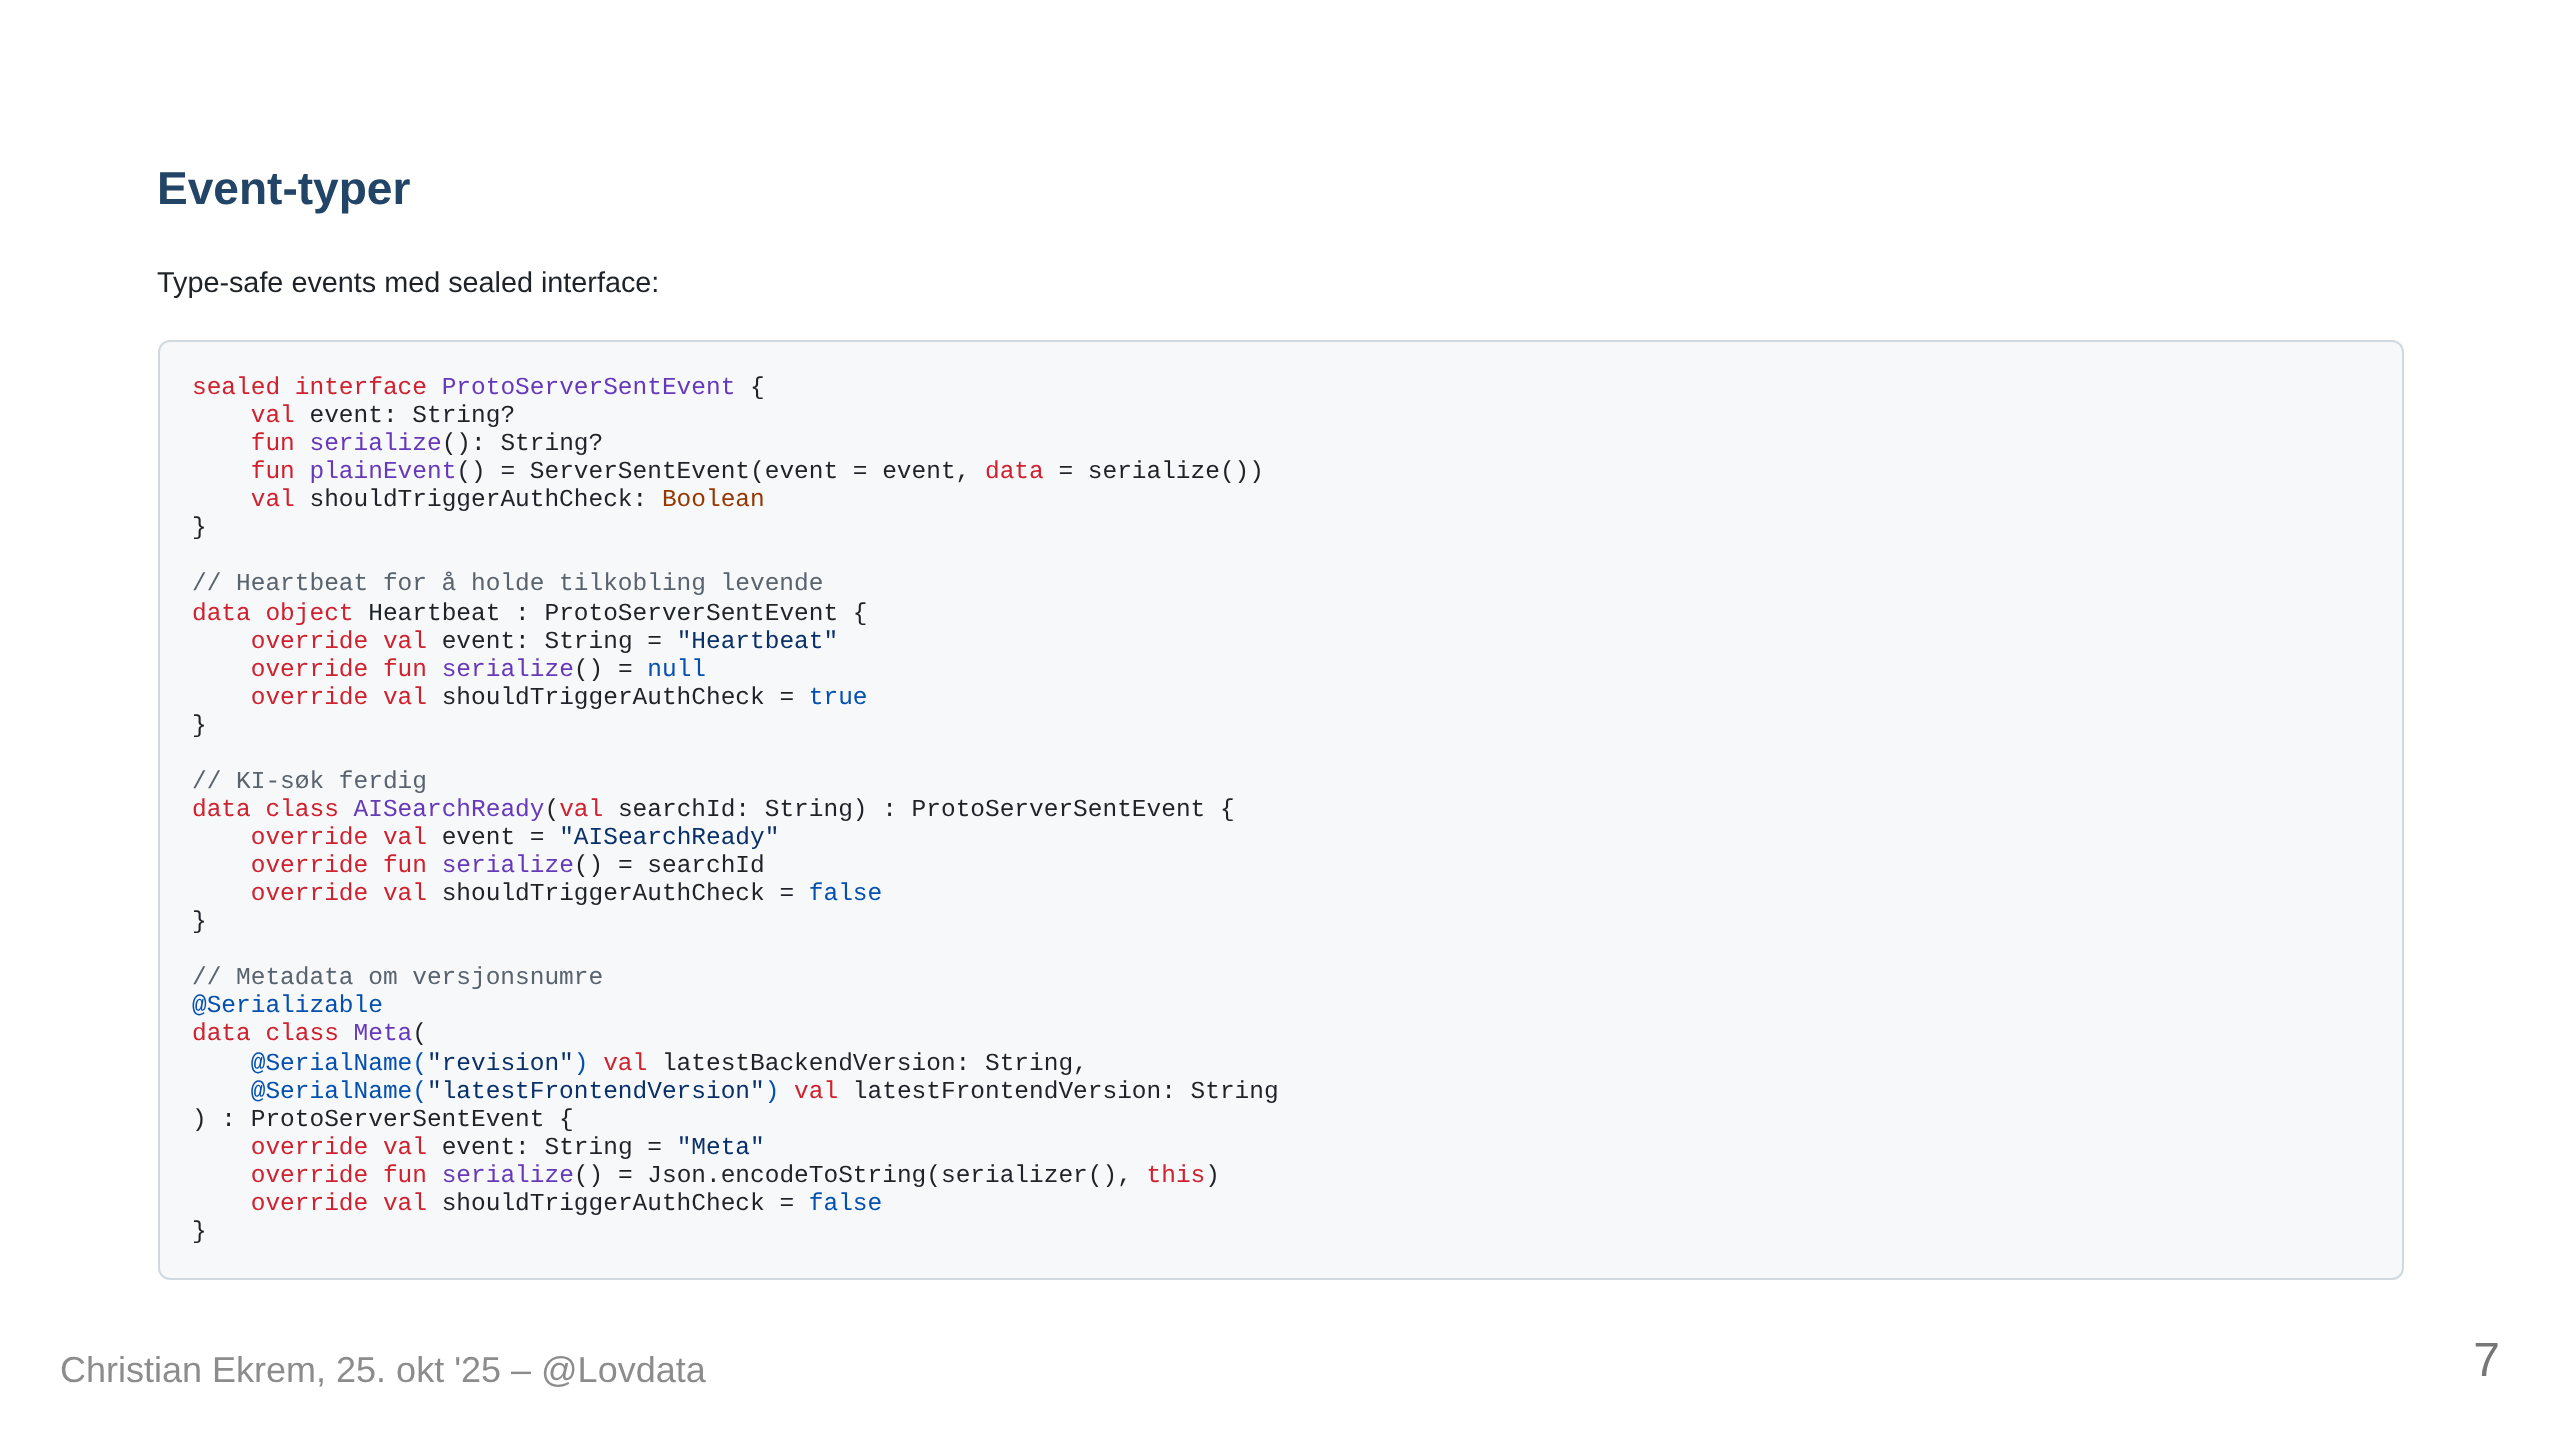 Event-typer
Type-safe events med sealed interface:
sealed interface ProtoServerSentEvent {
    val event: String?
    fun serialize(): String?
    fun plainEvent() = ServerSentEvent(event = event, data = serialize())
    val shouldTriggerAuthCheck: Boolean
}

// Heartbeat for å holde tilkobling levende
data object Heartbeat : ProtoServerSentEvent {
    override val event: String = "Heartbeat"
    override fun serialize() = null
    override val shouldTriggerAuthCheck = true
}

// KI-søk ferdig
data class AISearchReady(val searchId: String) : ProtoServerSentEvent {
    override val event = "AISearchReady"
    override fun serialize() = searchId
    override val shouldTriggerAuthCheck = false
}

// Metadata om versjonsnumre
@Serializable
data class Meta(
    @SerialName("revision") val latestBackendVersion: String,
    @SerialName("latestFrontendVersion") val latestFrontendVersion: String
) : ProtoServerSentEvent {
    override val event: String = "Meta"
    override fun serialize() = Json.encodeToString(serializer(), this)
    override val shouldTriggerAuthCheck = false
}
Christian Ekrem, 25. okt '25 – @Lovdata
7